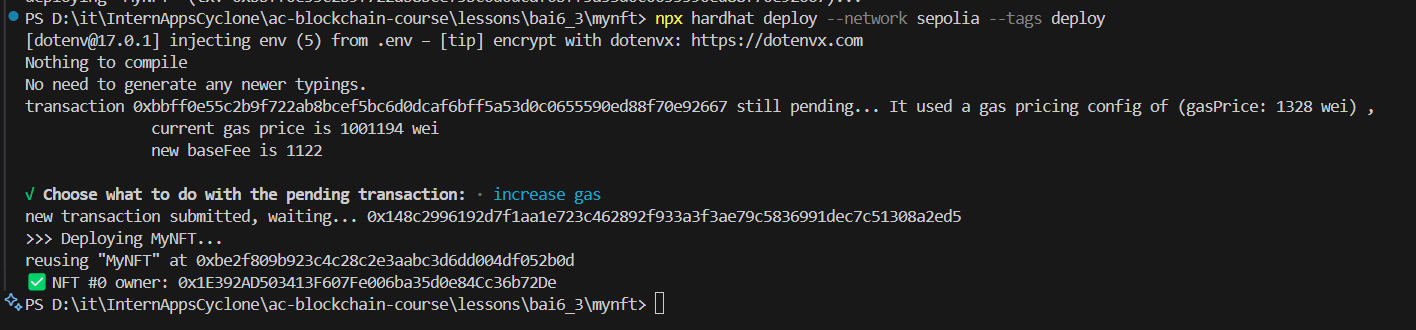 PS D:\it\InternAppsCyclone\ac-blockchain-course\lessons\bai6_3\mynft> npx hardhat deploy --network sepolia --tags deploy
[dotenv@17.0.1] injecting env (5) from .env – [tip] encrypt with dotenvx: https://dotenvx.com
Nothing to compile
No need to generate any newer typings.
transaction 0xbbff0e55c2b9f722ab8bcef5bc6d0dcaf6bff5a53d0c0655590ed88f70e92667 still pending... It used a gas pricing config of (gasPrice: 1328 wei) ,
current gas price is 1001194 wei
new baseFee is 1122
√ Choose what to do with the pending transaction: · increase gas
new transaction submitted, waiting... 0x148c2996192d7f1aa1e723c462892f933a3f3ae79c5836991dec7c51308a2ed5
>>> Deploying MyNFT...
reusing "MyNFT" at 0xbe2f809b923c4c28c2e3aabc3d6dd004df052b0d
✅ NFT #0 owner: 0x1E392AD503413F607Fe006ba35d0e84Cc36b72De
PS D:\it\InternAppsCyclone\ac-blockchain-course\lessons\bai6_3\mynft>